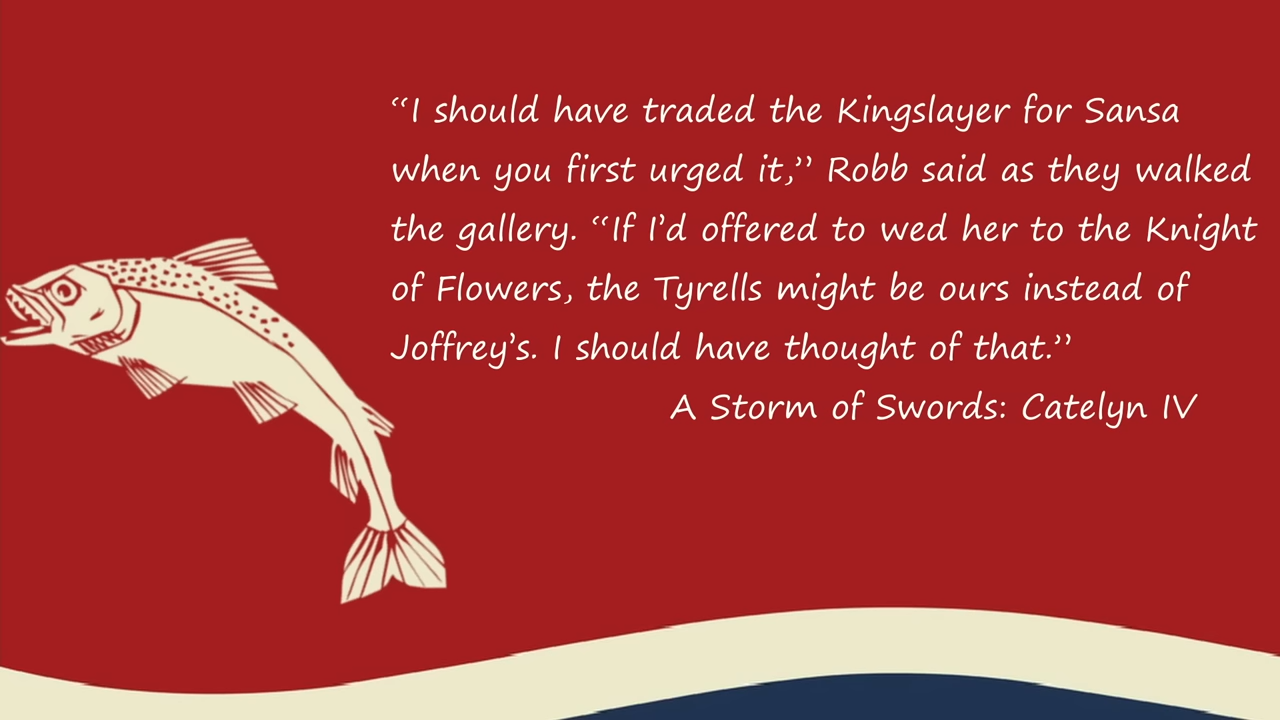 “I should have traded the Kingslayer for Sansa
when you first urged it,” Robb said as they walked
the gallery. “If I’d offered to wed her to the Knight
of Flowers, the Tyrells might be ours instead of
Joffrey’s. I should have thought of that.”
A Storm of Swords: Catelyn IV